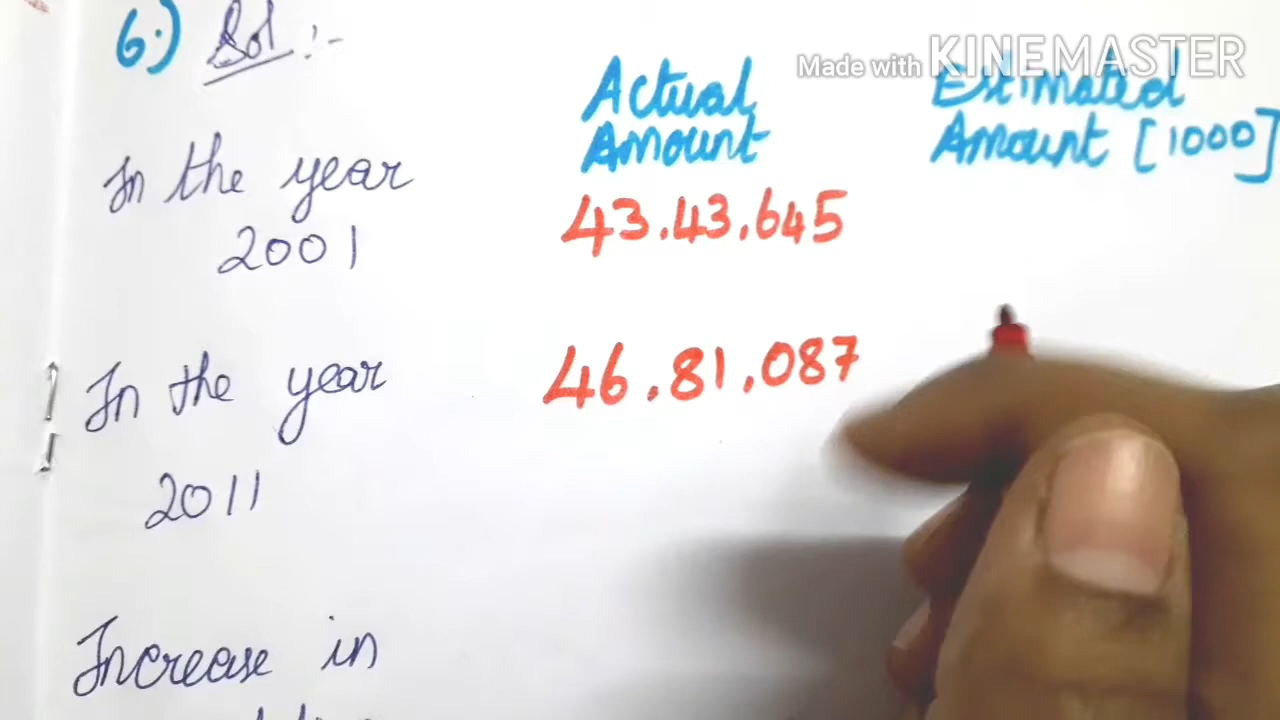 6.) Sol :-
Made with KINEMASTER
Actual
Amount
Estimated
Amount [1000]
In the year
2001
43.43.645
In the year
2011
46.81.087
Increase in